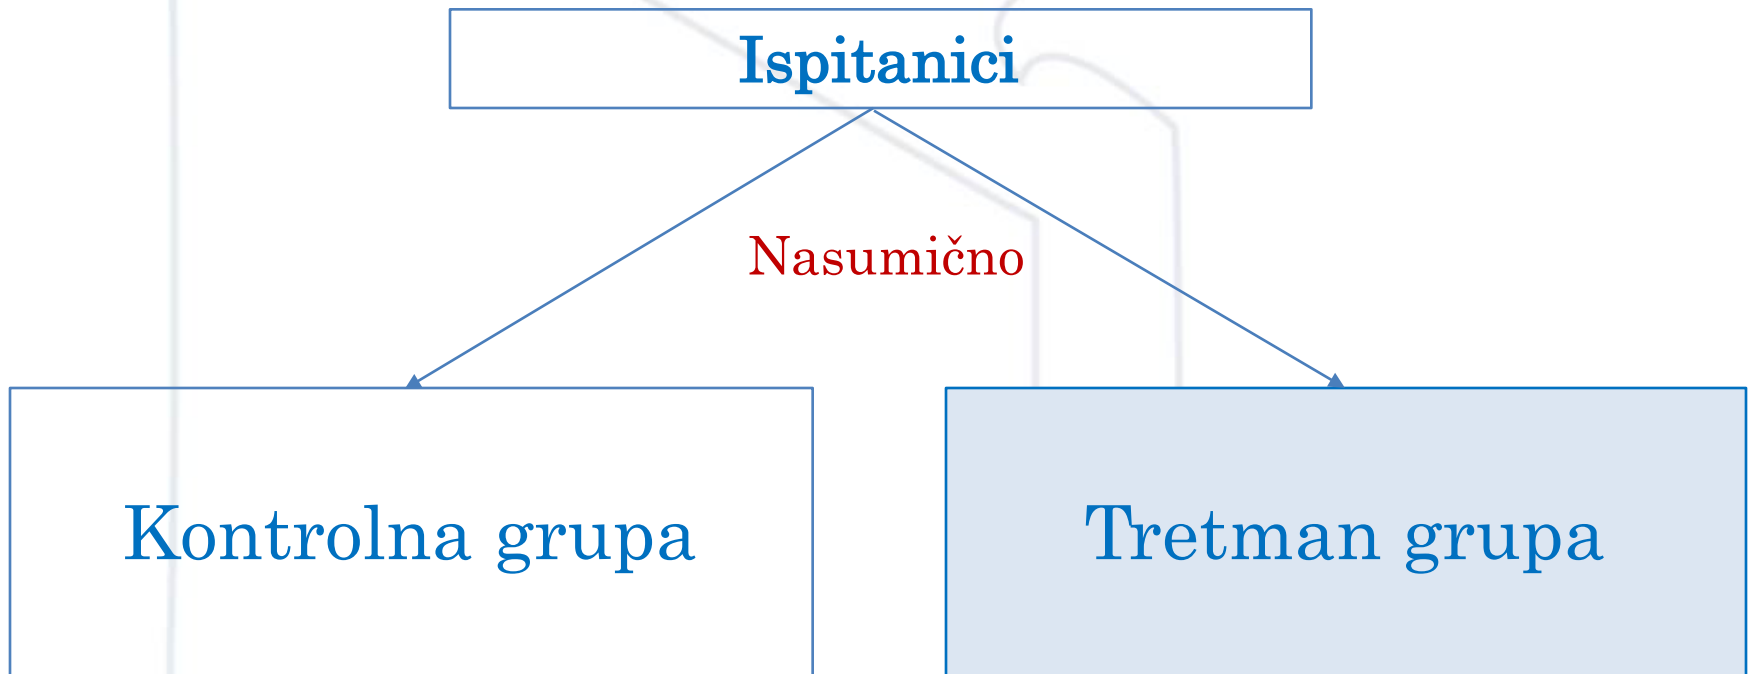 Ispitanici
Nasumično
Kontrolna grupa
Tretman grupa